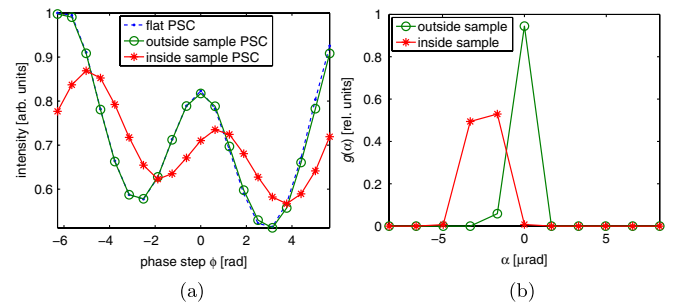 flat PSC
outside sample PSC
inside sample PSC
intensity [arb. units]
1
0.9
0.8
0.7
0.6
−6 −4 −2 0 2 4
phase step ϕ [rad]
(a)
outside sample
inside sample
g(α) [rel. units]
1
0.8
0.6
0.4
0.2
0
−5 0 5
α [μrad]
(b)